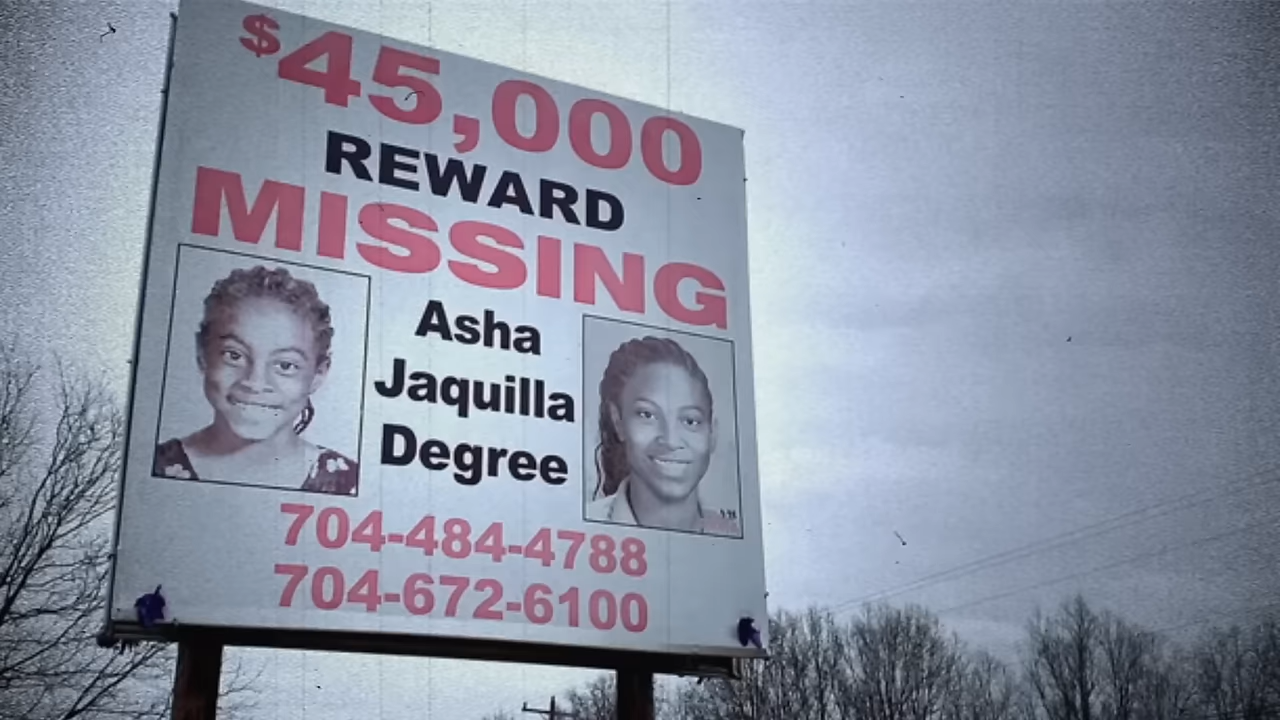 $45,000
REWARD
MISSING
Asha
Jaquilla
Degree
704-484-4788
704-672-6100